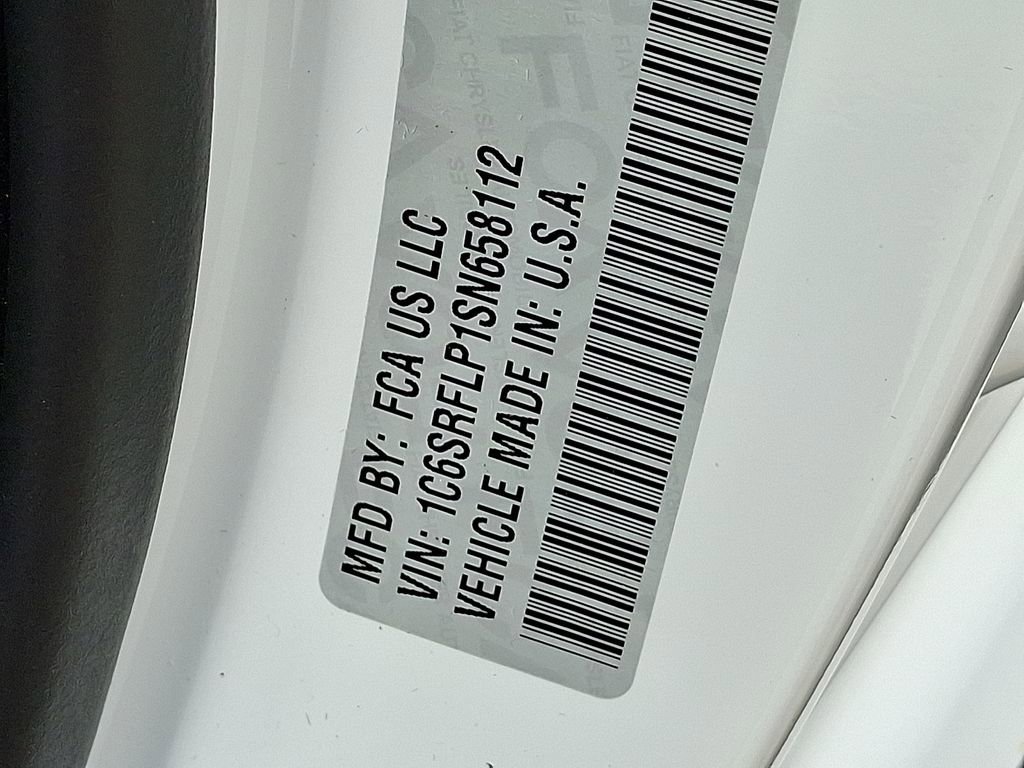 MFD BY: FCA US LLC
VIN: 1C6SRFLP1SN658112
VEHICLE MADE IN: U.S.A.